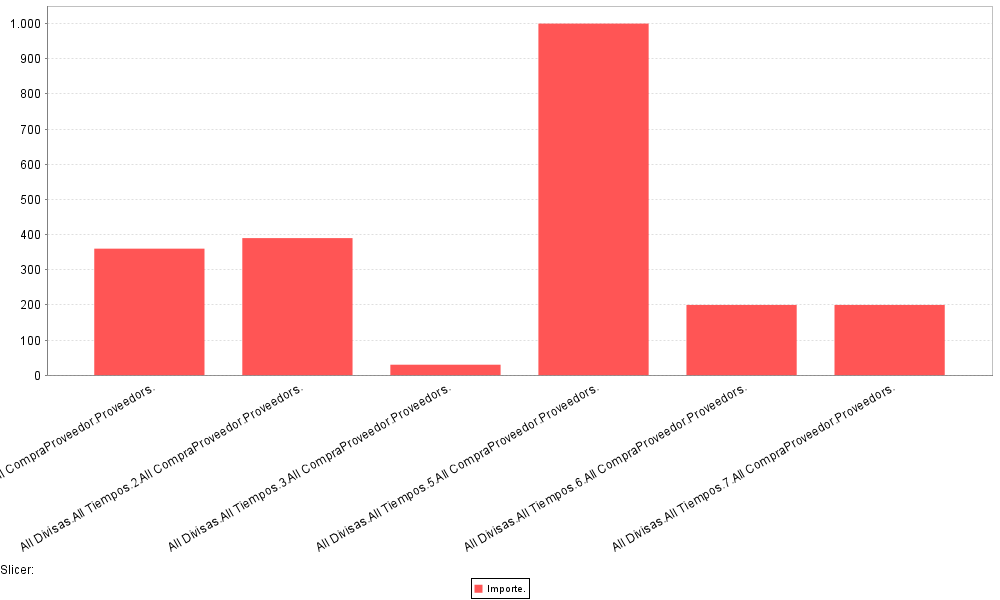 1.000
900
800
700
600
500
400
300
200
100
0
All CompraProveedor.Proveedors.
All Divisas.All Tiempos.2.All CompraProveedor.Proveedors.
All Divisas.All Tiempos.3.All CompraProveedor.Proveedors.
All Divisas.All Tiempos.5.All CompraProveedor.Proveedors.
All Divisas.All Tiempos.6.All CompraProveedor.Proveedors.
All Divisas.All Tiempos.7.All CompraProveedor.Proveedors.
Slicer:
Importe.